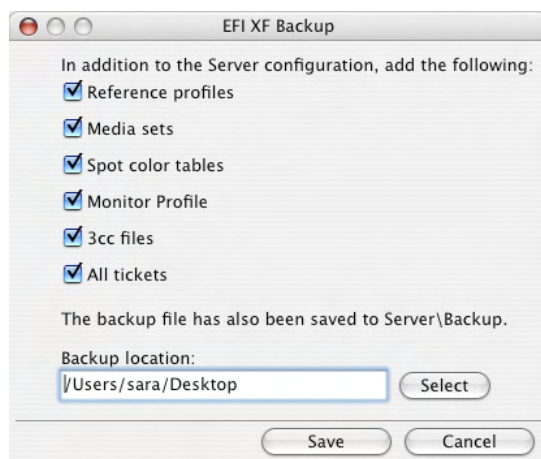 EFI XF Backup
In addition to the Server configuration, add the following:
Reference profiles
Media sets
Spot color tables
Monitor Profile
3cc files
All tickets
The backup file has also been saved to Server\Backup.
Backup location:
/Users/sara/Desktop
Select
Save
Cancel